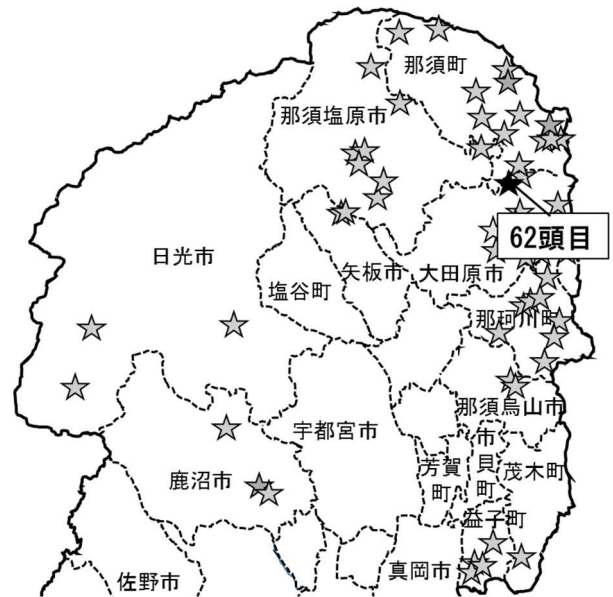 那須町
那須塩原市
62頭目
日光市
矢板市
大田原市
塩谷町
那珂川町
那須烏山市
宇都宮市
市貝町
芳賀町
茂木町
鹿沼市
益子町
真岡市
佐野市